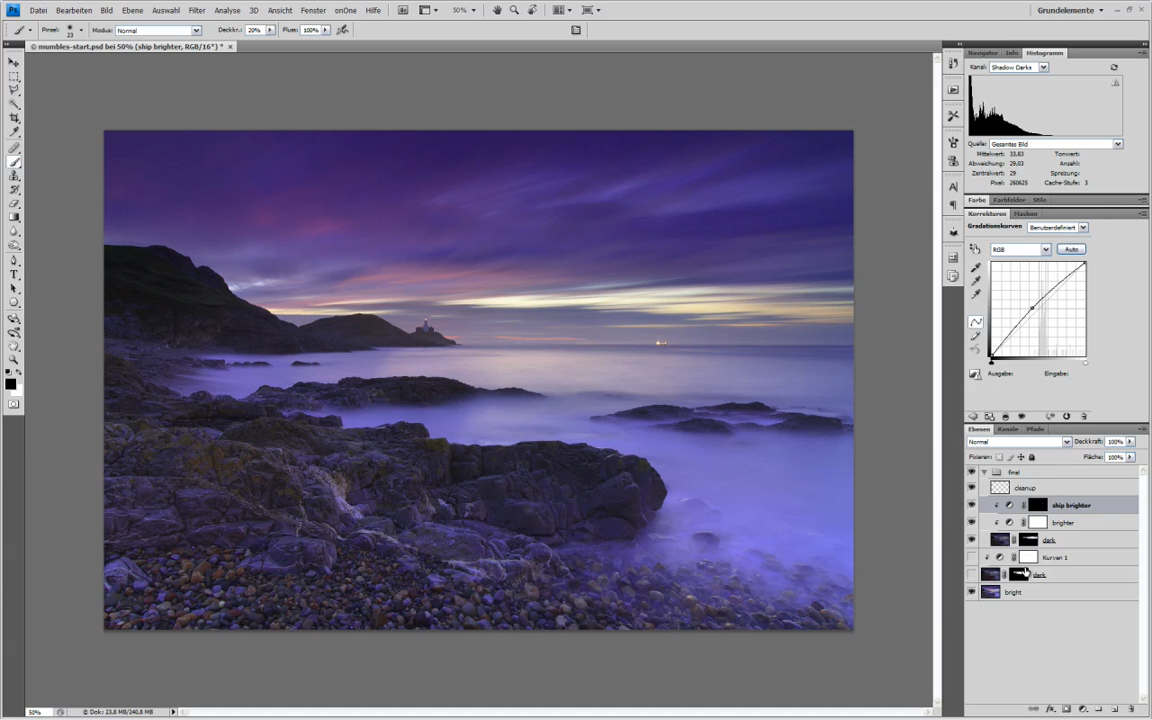 Ps Datei Bearbeiten Bild Ebene Auswahl Filter Analyse 3D Ansicht onOne Fenster Hilfe Br 50% Grundelemente
Pinsel: 23 Modus: Normal Deckkr.: 20% Fluss: 100%
© mumbles-start.psd bei 50% (ship brighter, RGB/16*) *
Navigator Info Histogramm
Kanal: Shadow Darks
Quelle: Gesamtes Bild
Mittelwert: 33,83 Tonwert:
Abweichung: 29,03 Anzahl:
Zentralwert: 29 Spreizung:
Pixel: 260625 Cache-Stufe: 3
Farbe Farbfelder Stile
Korrekturen Masken
Gradationskurven Benutzerdefiniert
RGB Auto
Ausgabe: Eingabe:
Ebenen Kanäle Pfade
Normal Deckkraft: 100%
Fixieren: Fläche: 100%
final
cleanup
ship brighter
brighter
dark
Kurven 1
dark
bright
50% Dok: 23,8 MB/240,8 MB